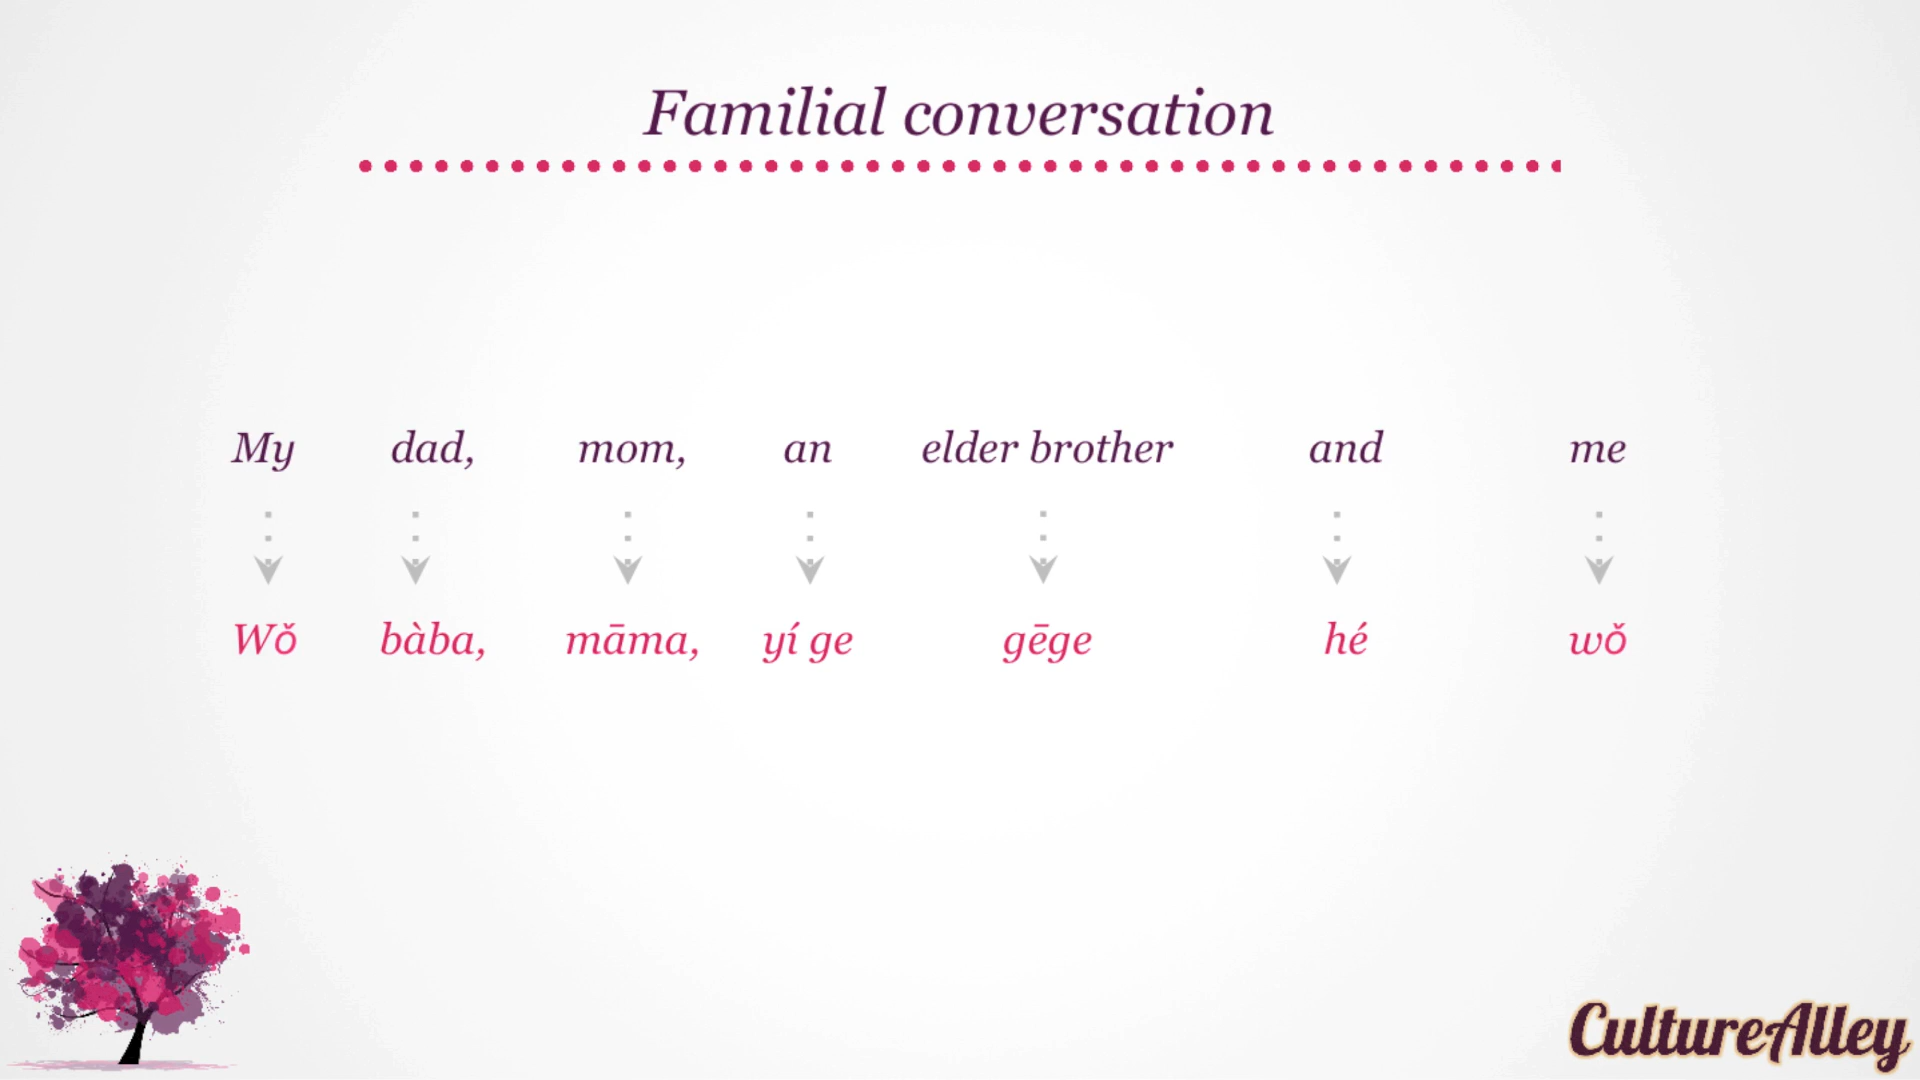 Familial conversation
My dad, mom, an elder brother and me
Wǒ bàba, māma, yí ge gēge hé wǒ
CultureAlley